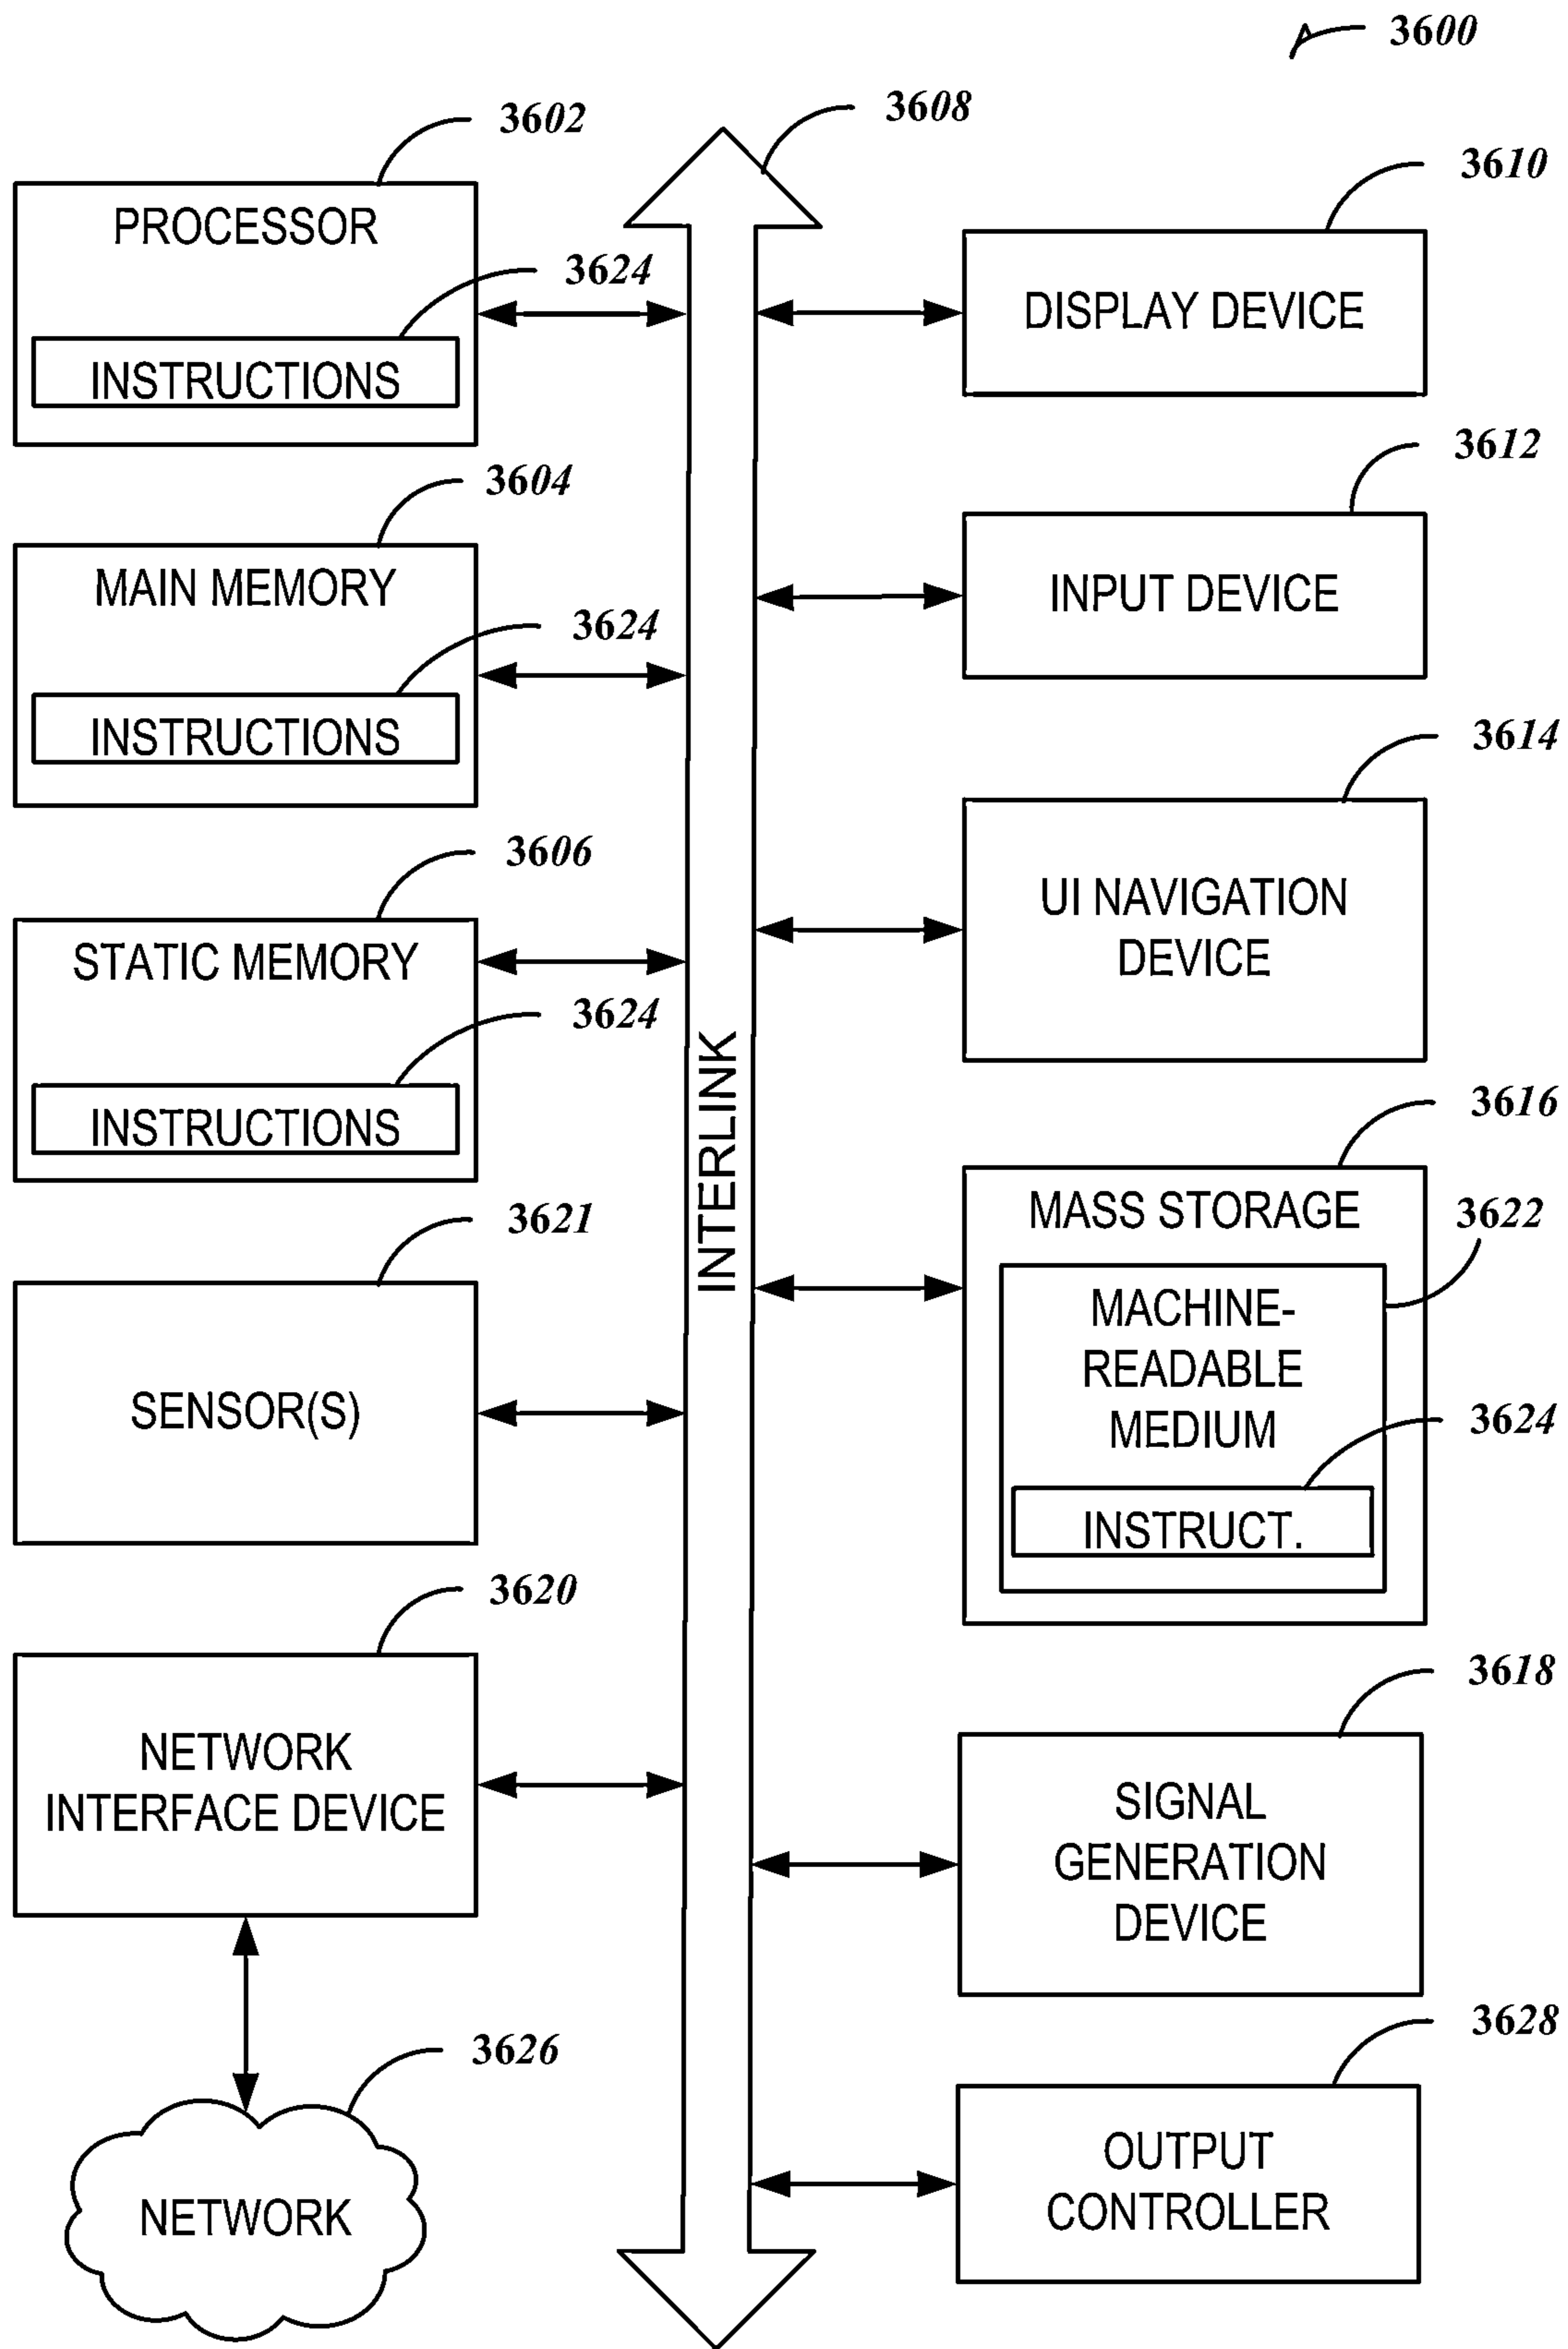 3600
3608
3602
PROCESSOR
3624
INSTRUCTIONS
3604
MAIN MEMORY
3624
INSTRUCTIONS
3606
STATIC MEMORY
3624
INSTRUCTIONS
3621
SENSOR(S)
3620
NETWORK
INTERFACE DEVICE
3626
NETWORK
INTERLINK
3610
DISPLAY DEVICE
3612
INPUT DEVICE
3614
UI NAVIGATION
DEVICE
3616
MASS STORAGE
3622
MACHINE-
READABLE
MEDIUM
3624
INSTRUCT.
3618
SIGNAL
GENERATION
DEVICE
3628
OUTPUT
CONTROLLER